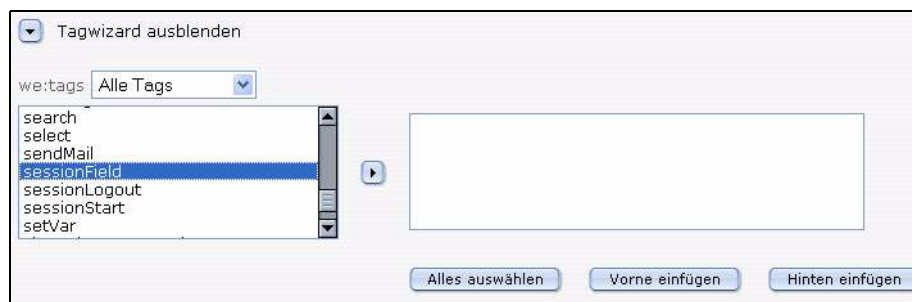 Tagwizard ausblenden
we:tags Alle Tags
search
select
sendMail
sessionField
sessionLogout
sessionStart
setVar
Alles auswählen Vorne einfügen Hinten einfügen